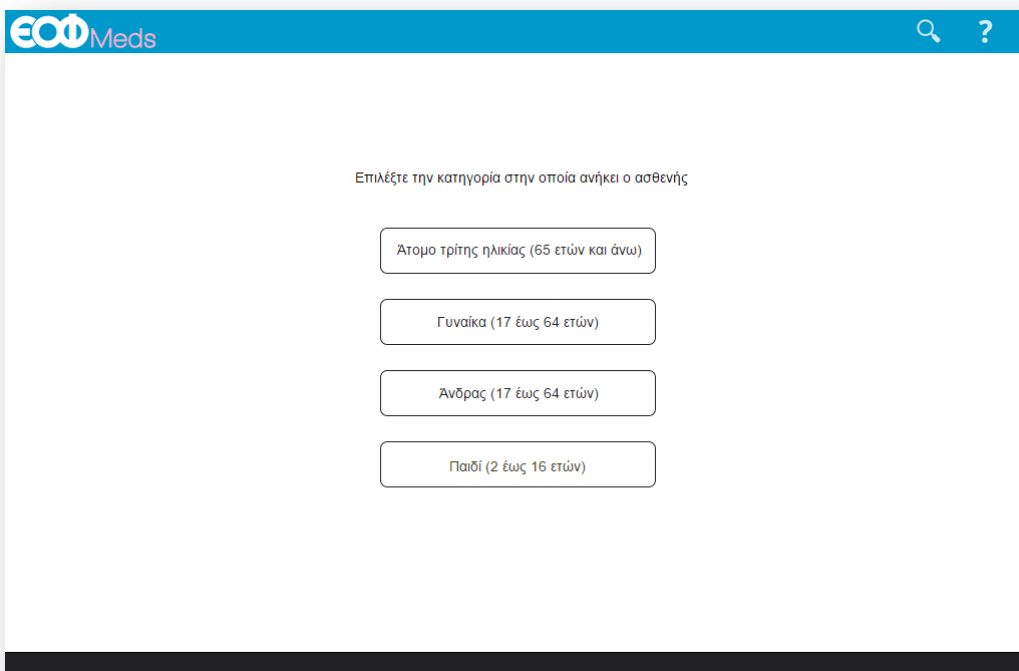 ΕΟΦMeds
?
Επιλέξτε την κατηγορία στην οποία ανήκει ο ασθενής
Άτομο τρίτης ηλικίας (65 ετών και άνω)
Γυναίκα (17 έως 64 ετών)
Άνδρας (17 έως 64 ετών)
Παιδί (2 έως 16 ετών)